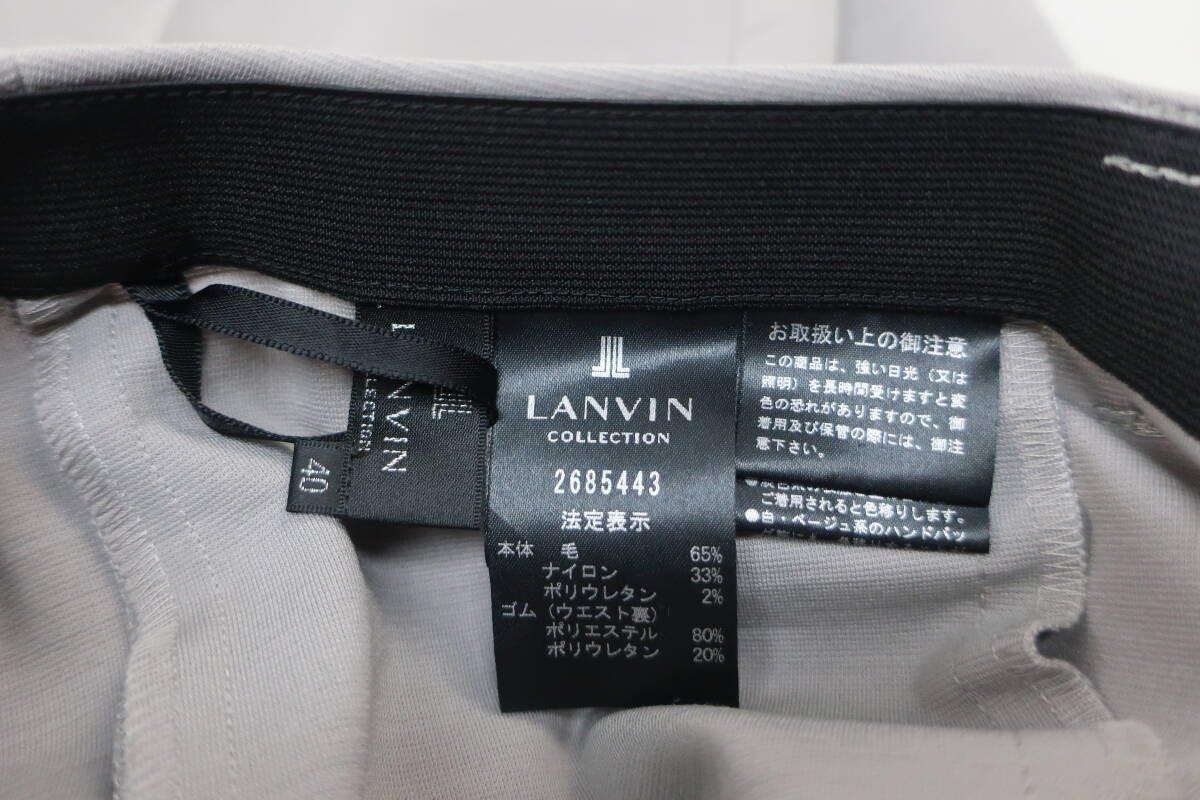 LANVIN
COLLECTION
2685443
法定表示
本体 毛 65%
ナイロン 33%
ポリウレタン 2%
ゴム(ウエスト裏)
ポリエステル 80%
ポリウレタン 20%
お取扱い上の御注意
この商品は、強い日光(又は
照明)を長時間受けますと変
色の恐れがありますので、御
着用及び保管の際には、御注
意下さい。
ご着用されると色移りします。
●白・ベージュ系のハンドバッ
LANVIN
LLECTION
40